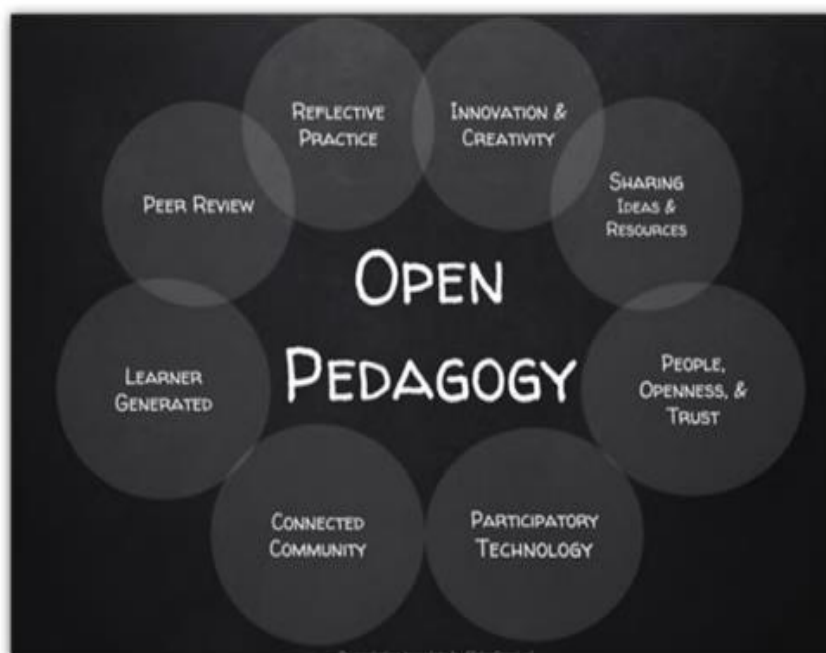 Reflective
Practice
Innovation &
Creativity
Sharing
Ideas &
Resources
Peer Review
Open
Pedagogy
People,
Openness, &
Trust
Learner
Generated
Connected
Community
Participatory
Technology